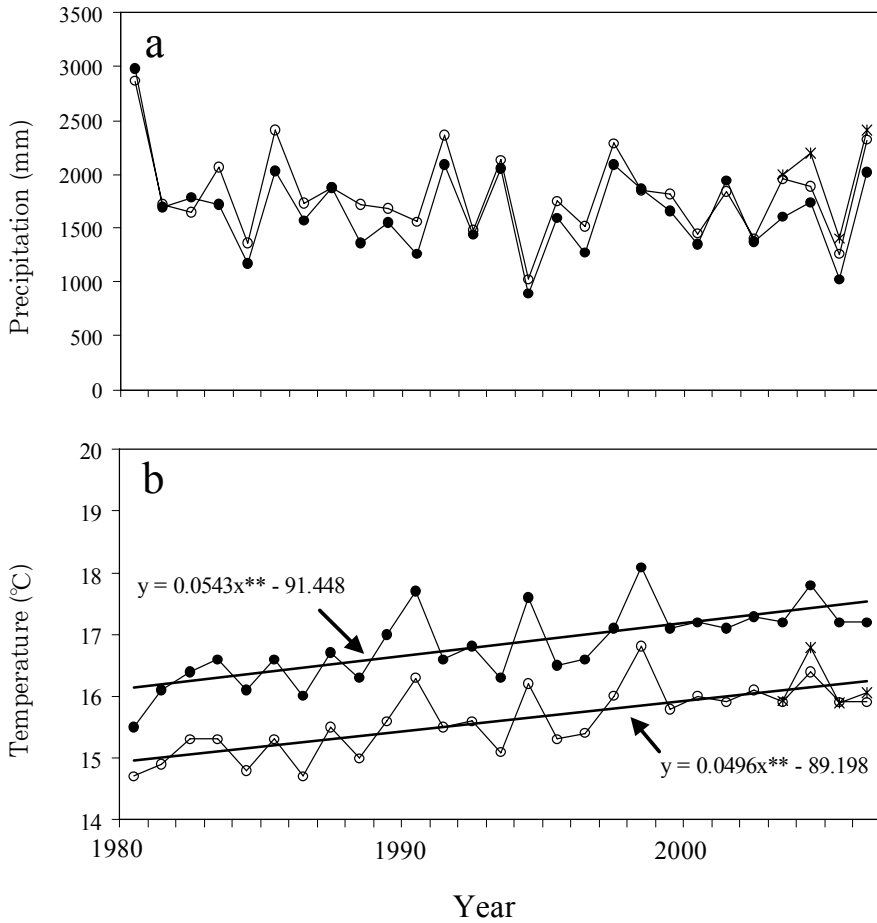 a
3500
3000
2500
2000
1500
1000
500
0
Precipitation (mm)
b
20
19
18
17
16
15
14
Temperature (℃)
y = 0.0543x** - 91.448
y = 0.0496x** - 89.198
1980
1990
2000
Year